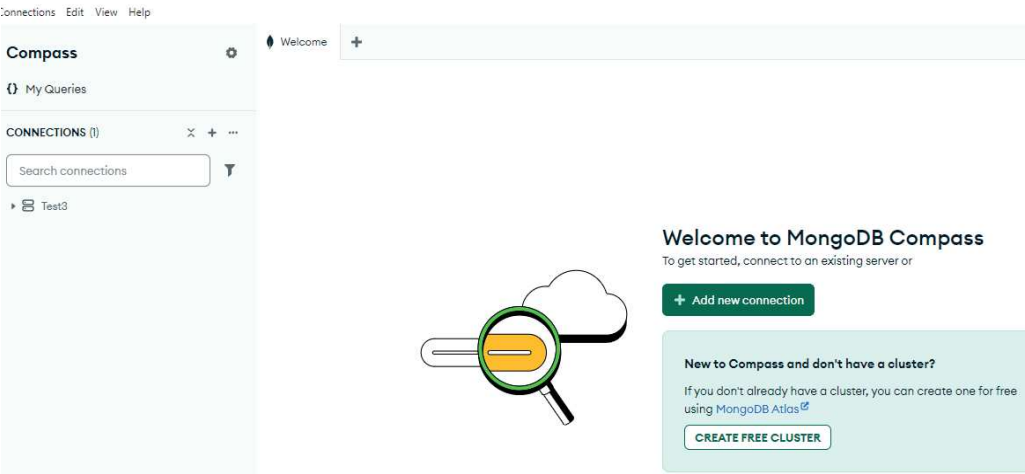 Connections Edit View Help
Compass
Welcome
{} My Queries
CONNECTIONS (1)
Search connections
Test3
Welcome to MongoDB Compass
To get started, connect to an existing server or
Add new connection
New to Compass and don't have a cluster?
If you don't already have a cluster, you can create one for free
using MongoDB Atlas
CREATE FREE CLUSTER